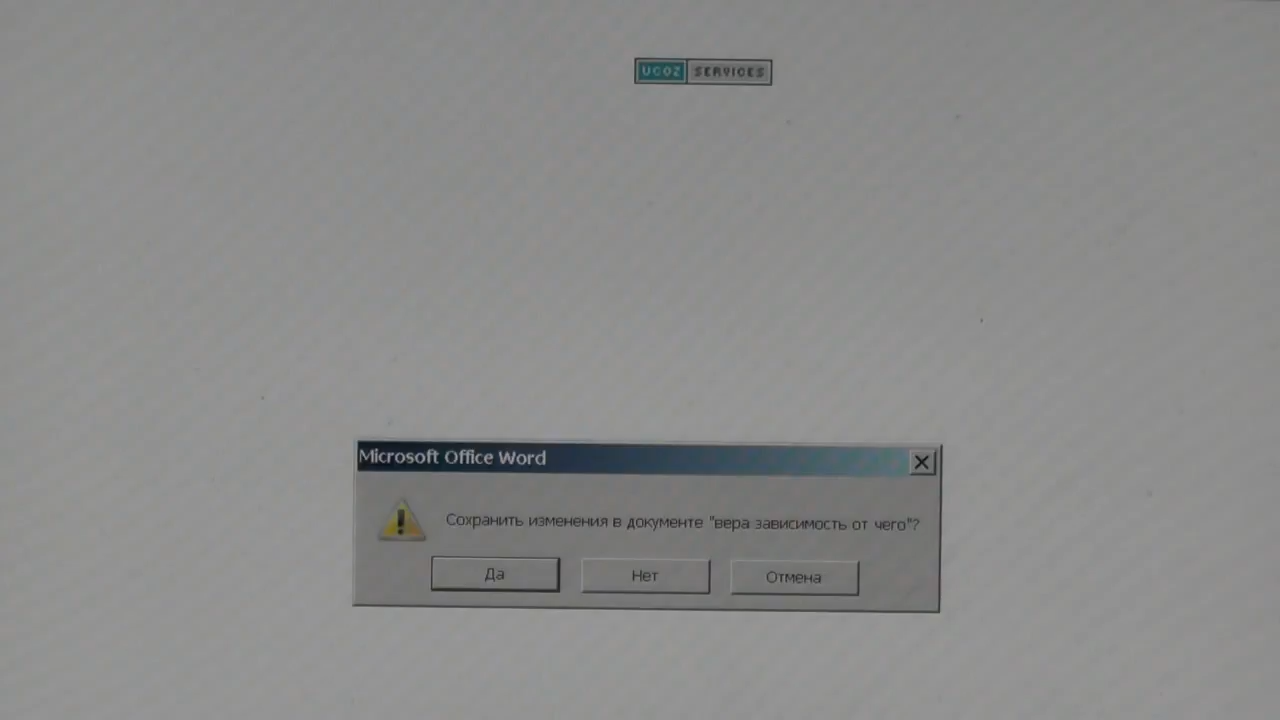 UCOZ SERVICES
Microsoft Office Word
Сохранить изменения в документе "вера зависимость от чего"?
Да Нет Отмена